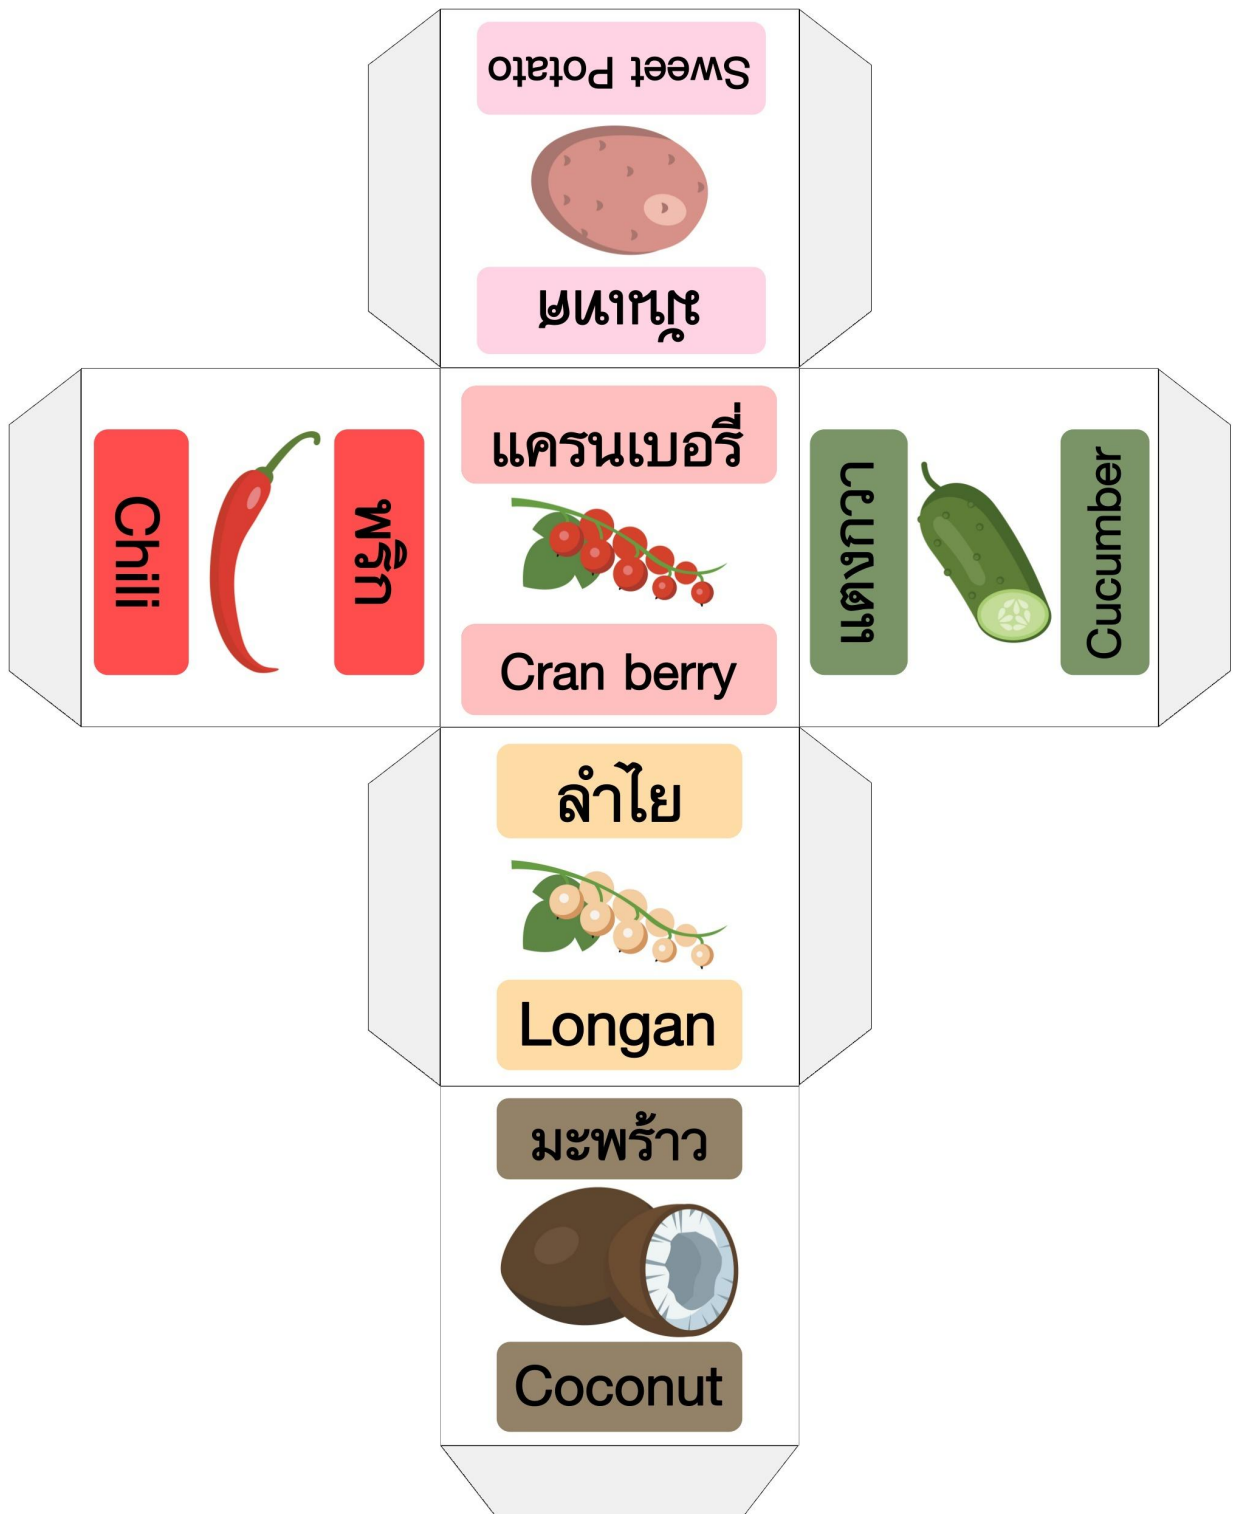 Sweet Potato
มันเทศ
Chili
พริก
แครนเบอรี่
Cran berry
แตงกวา
Cucumber
ลำไย
Longan
มะพร้าว
Coconut